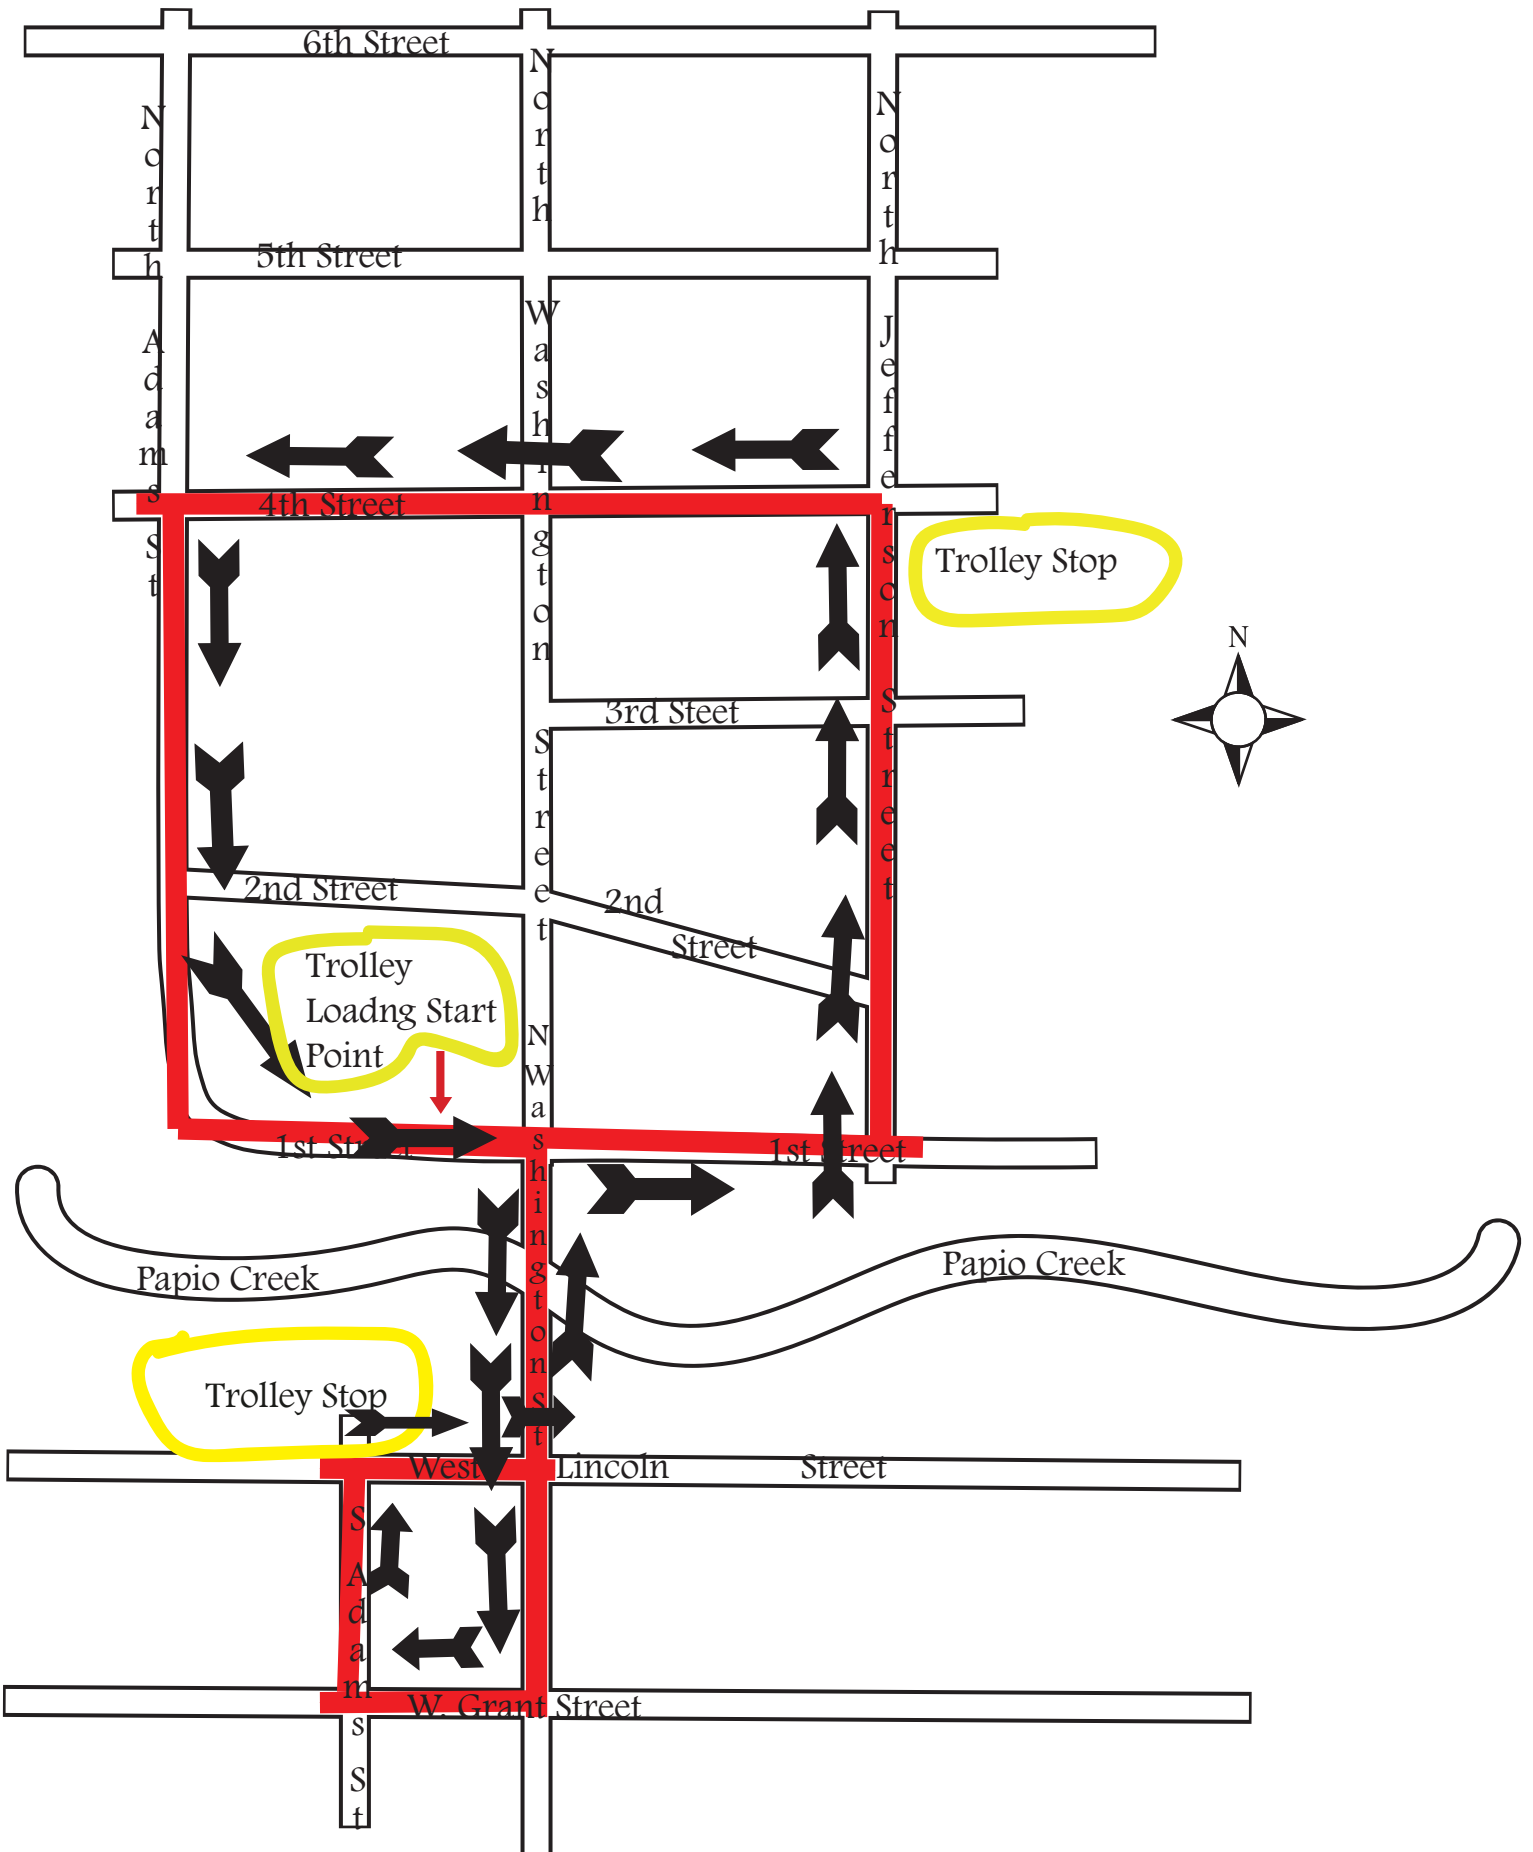 6th Street
North Adams St
North Washington Street
North Jefferson Street
5th Street
4th Street
Trolley Stop
N
3rd Steet
2nd Street
2nd
Street
Trolley
Loadng Start
Point
N Washington St
1st Street
1st Street
Papio Creek
Papio Creek
Trolley Stop
West Lincoln Street
S Adams St
W. Grant Street